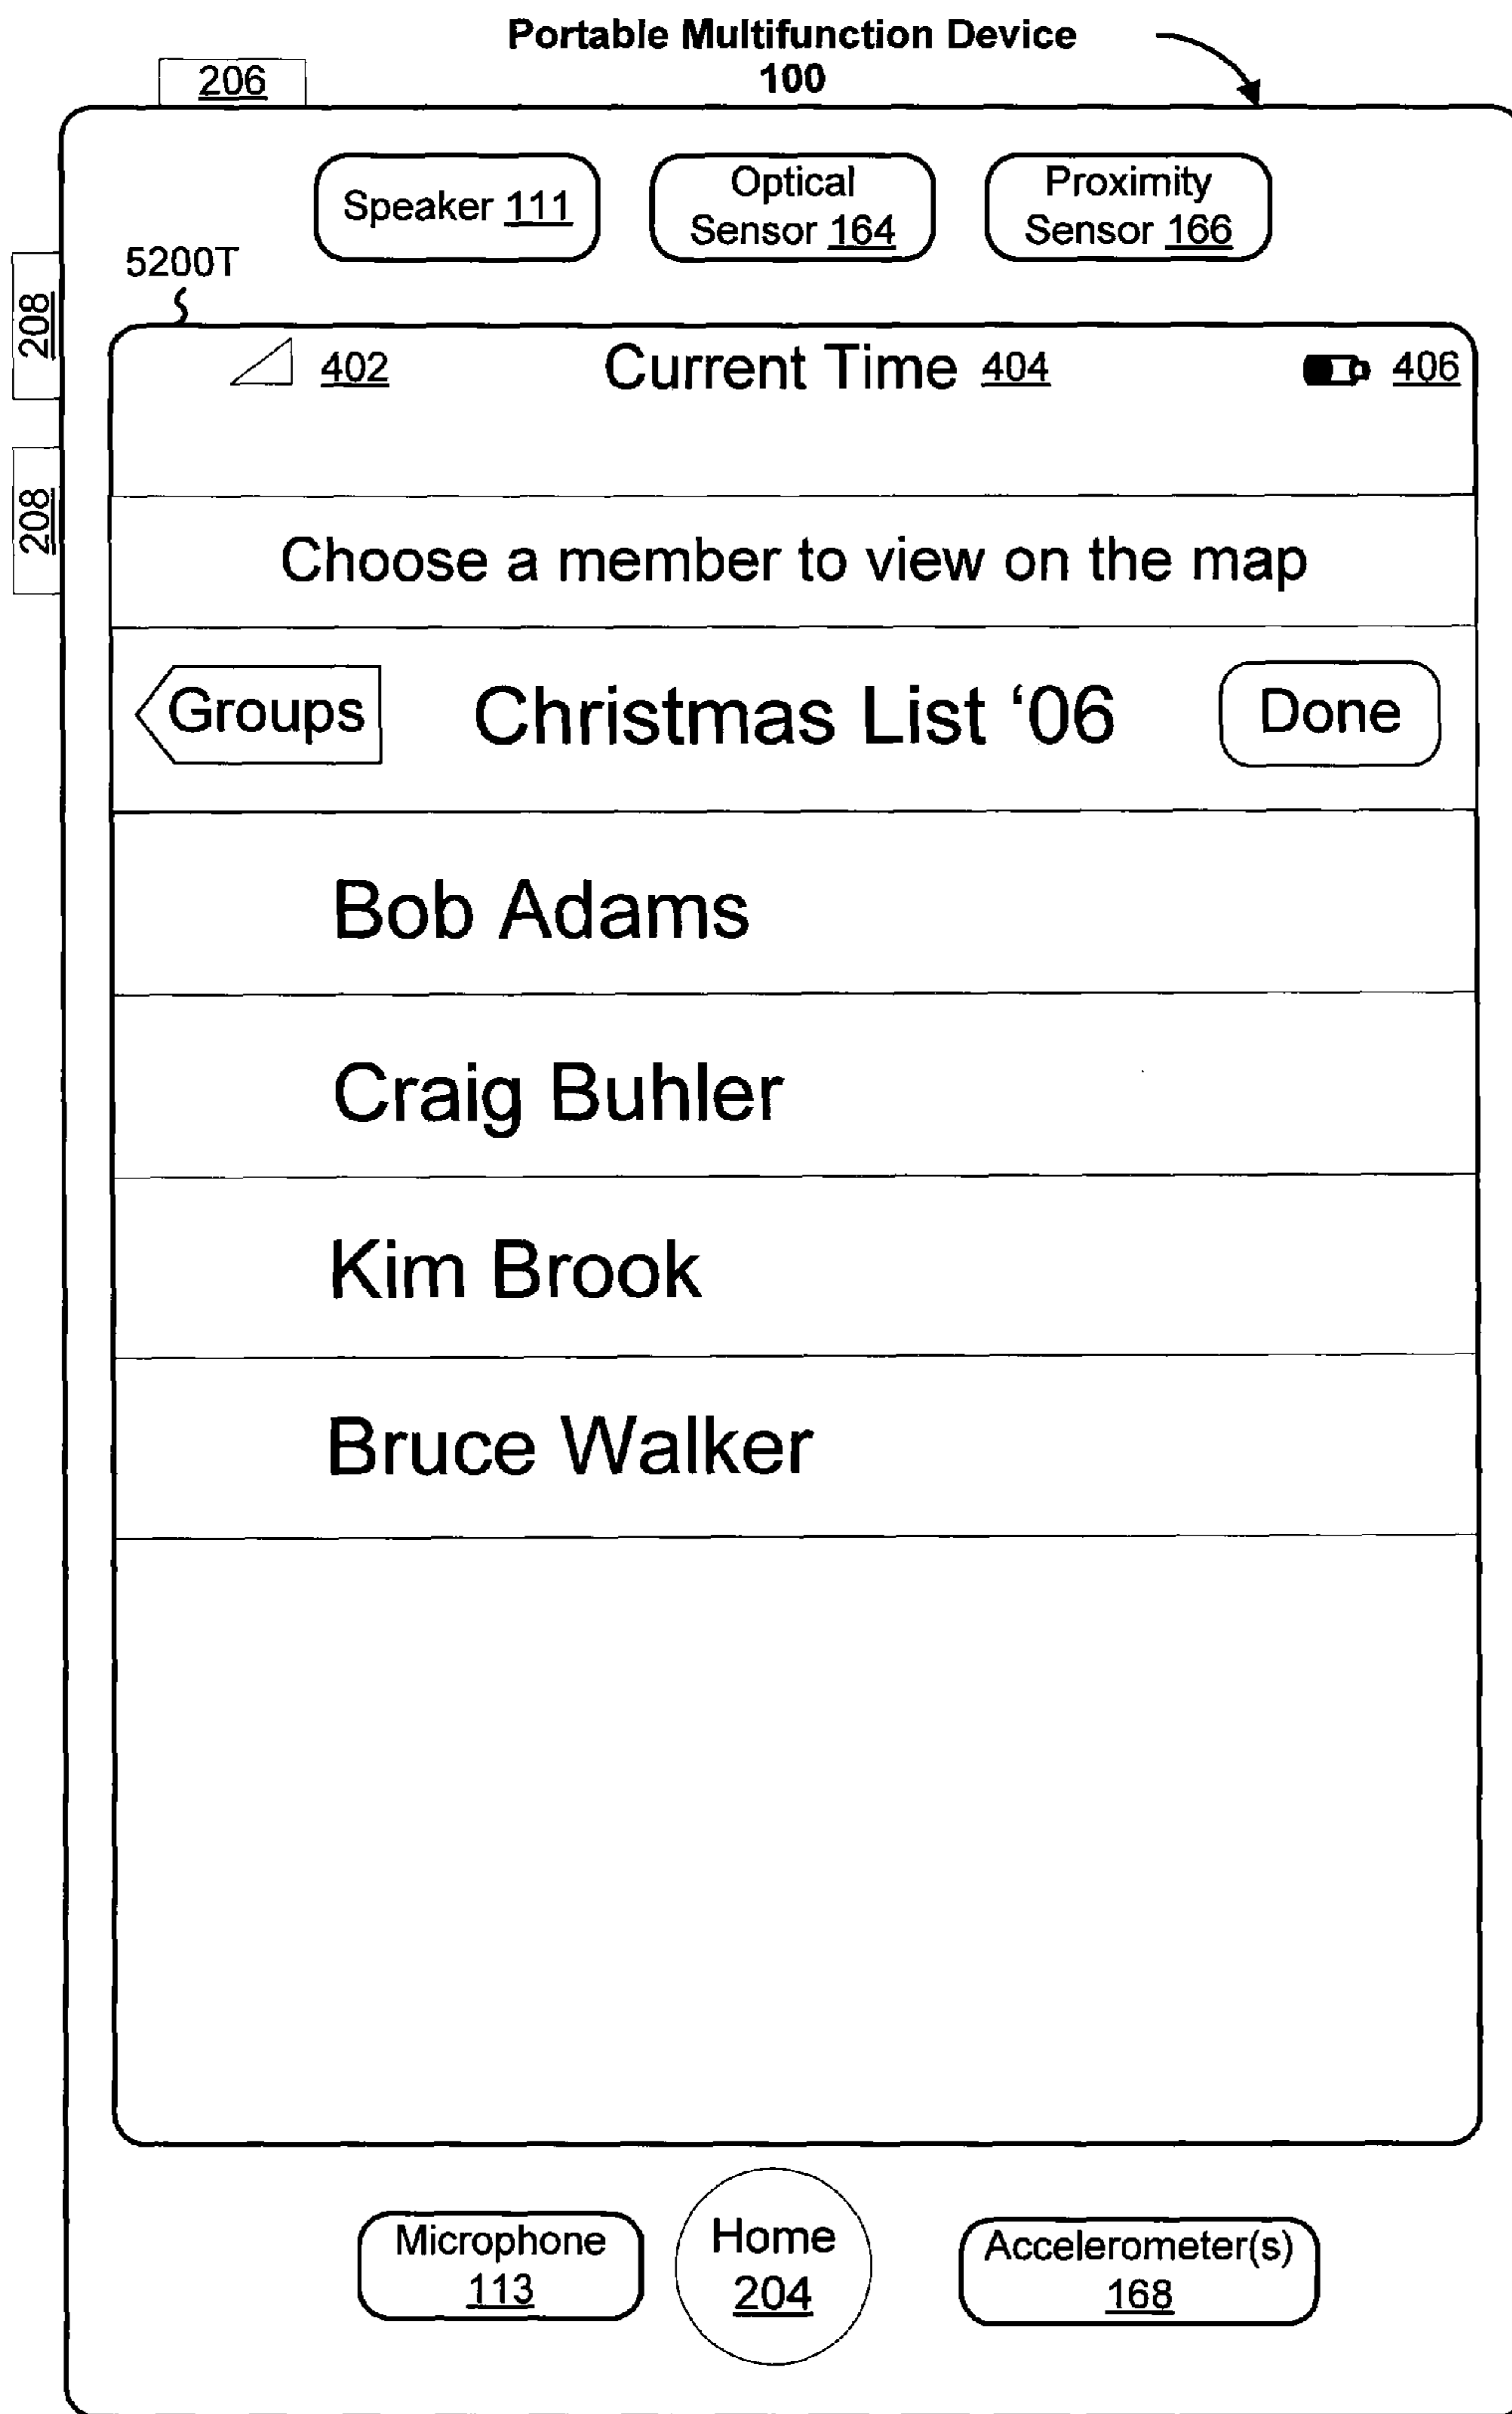 Portable Multifunction Device
100
206
Speaker 111
Optical
Sensor 164
Proximity
Sensor 166
5200T
208
208
402
Current Time 404
406
Choose a member to view on the map
Groups
Christmas List ‘06
Done
Bob Adams
Craig Buhler
Kim Brook
Bruce Walker
Microphone
113
Home
204
Accelerometer(s)
168